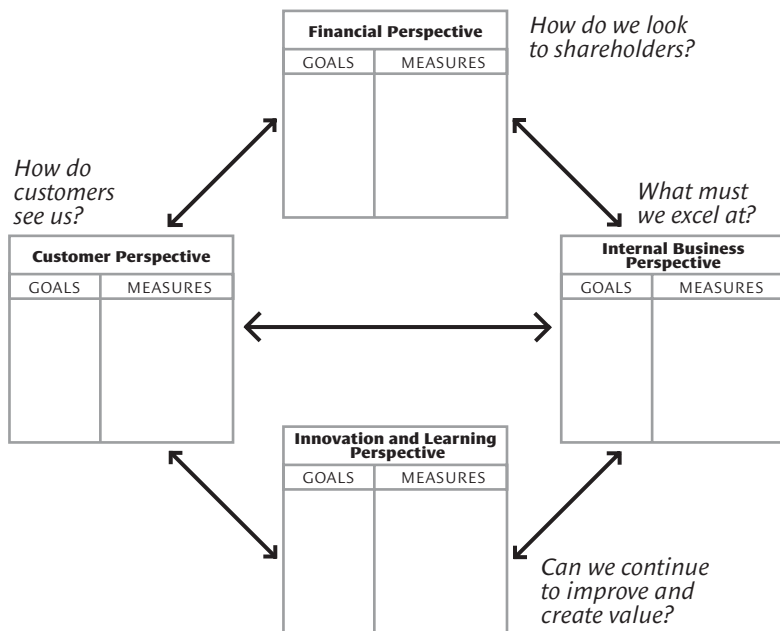 Financial Perspective
GOALS MEASURES
How do we look
to shareholders?
How do
customers
see us?
Customer Perspective
GOALS MEASURES
What must
we excel at?
Internal Business
Perspective
GOALS MEASURES
Innovation and Learning
Perspective
GOALS MEASURES
Can we continue
to improve and
create value?